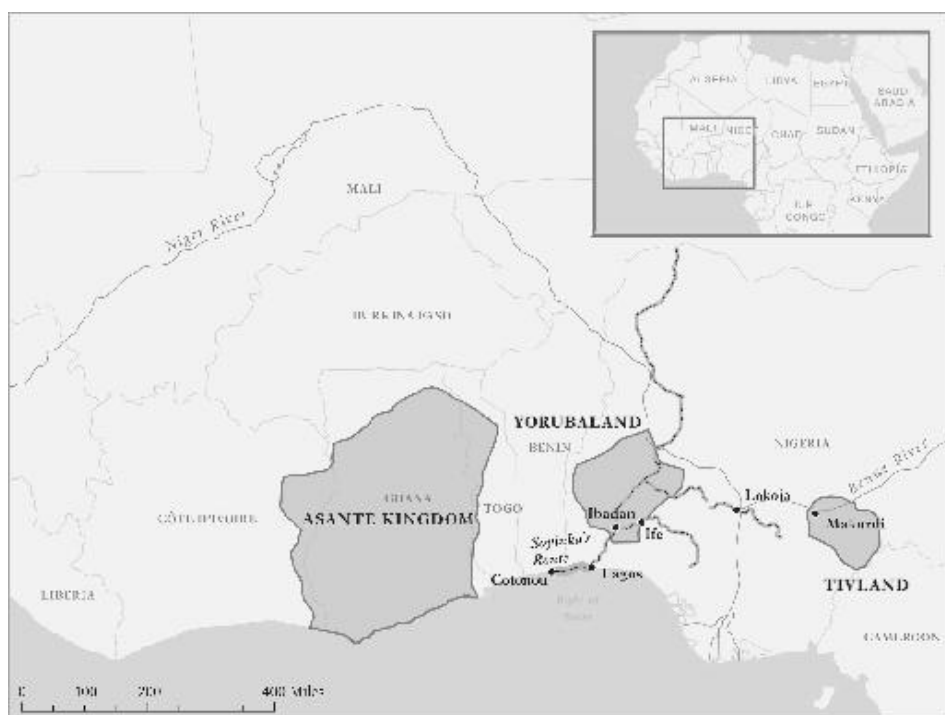 ALGERIA
LIBYA
EGYPT
SAUDI
ARABIA
MALI
NIGER
CHAD
SUDAN
ETHIOPIA
KENYA
CONGO
MALI
Niger River
BURKINA FASO
YORUBALAND
BENIN
NIGERIA
Benue River
GHANA
ASANTE KINGDOM
TOGO
CÔTE D'IVOIRE
Lokoja
Makurdi
Ibadan
Ife
Route
Cotonou
Lagos
TIVLAND
LIBERIA
CAMEROON
0 100 200 400 Miles